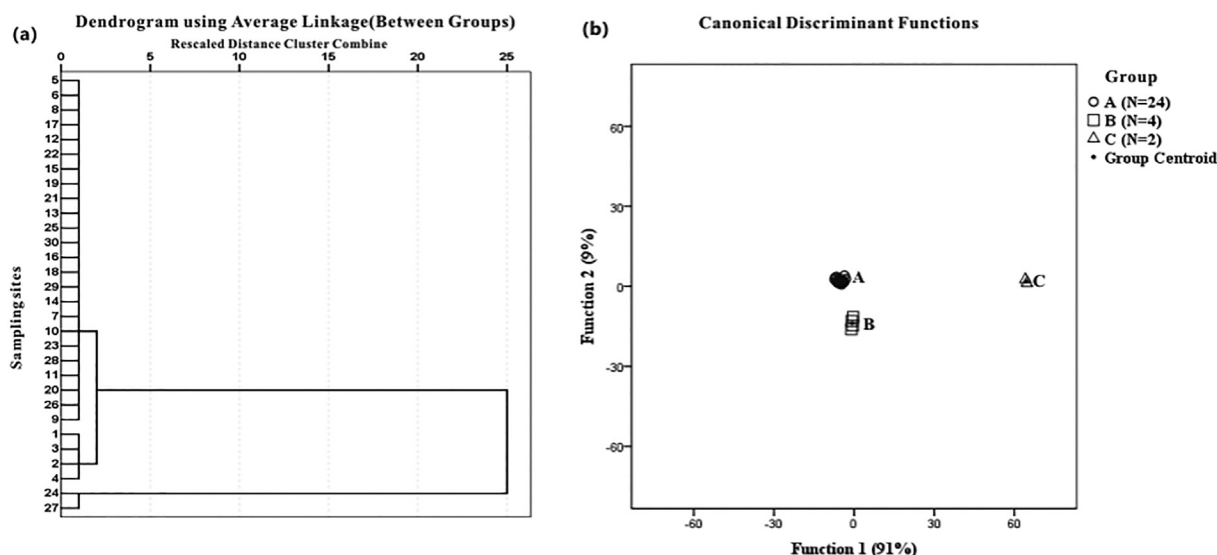 (a)
Dendrogram using Average Linkage(Between Groups)
Rescaled Distance Cluster Combine
0 5 10 15 20 25
Sampling sites
5
6
8
17
12
22
15
19
21
13
25
30
16
18
29
14
7
10
23
28
11
20
26
9
1
3
2
4
24
27
(b)
Canonical Discriminant Functions
Function 2 (9%)
60
30
0
-30
-60
A
B
C
-60 -30 0 30 60
Function 1 (91%)
Group
A (N=24)
B (N=4)
C (N=2)
Group Centroid